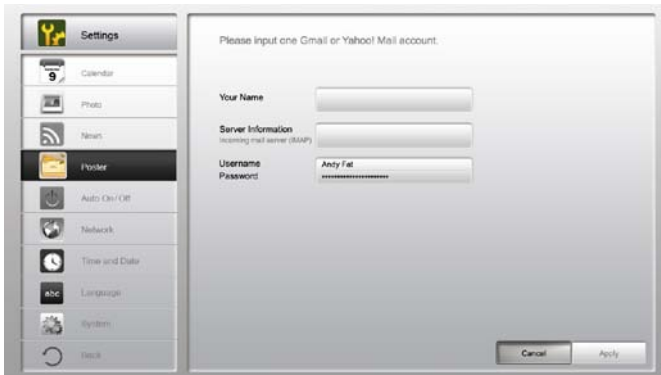 Settings
9
Calendar
Photo
News
Poster
Auto On/Off
Network
Time and Date
abc
Language
System
Back
Please input one Gmail or Yahoo! Mail account.
Your Name
Server Information
Incoming mail server (IMAP)
Username
Andy Fat
Password
••••••••••••••••••••••
Cancel
Apply